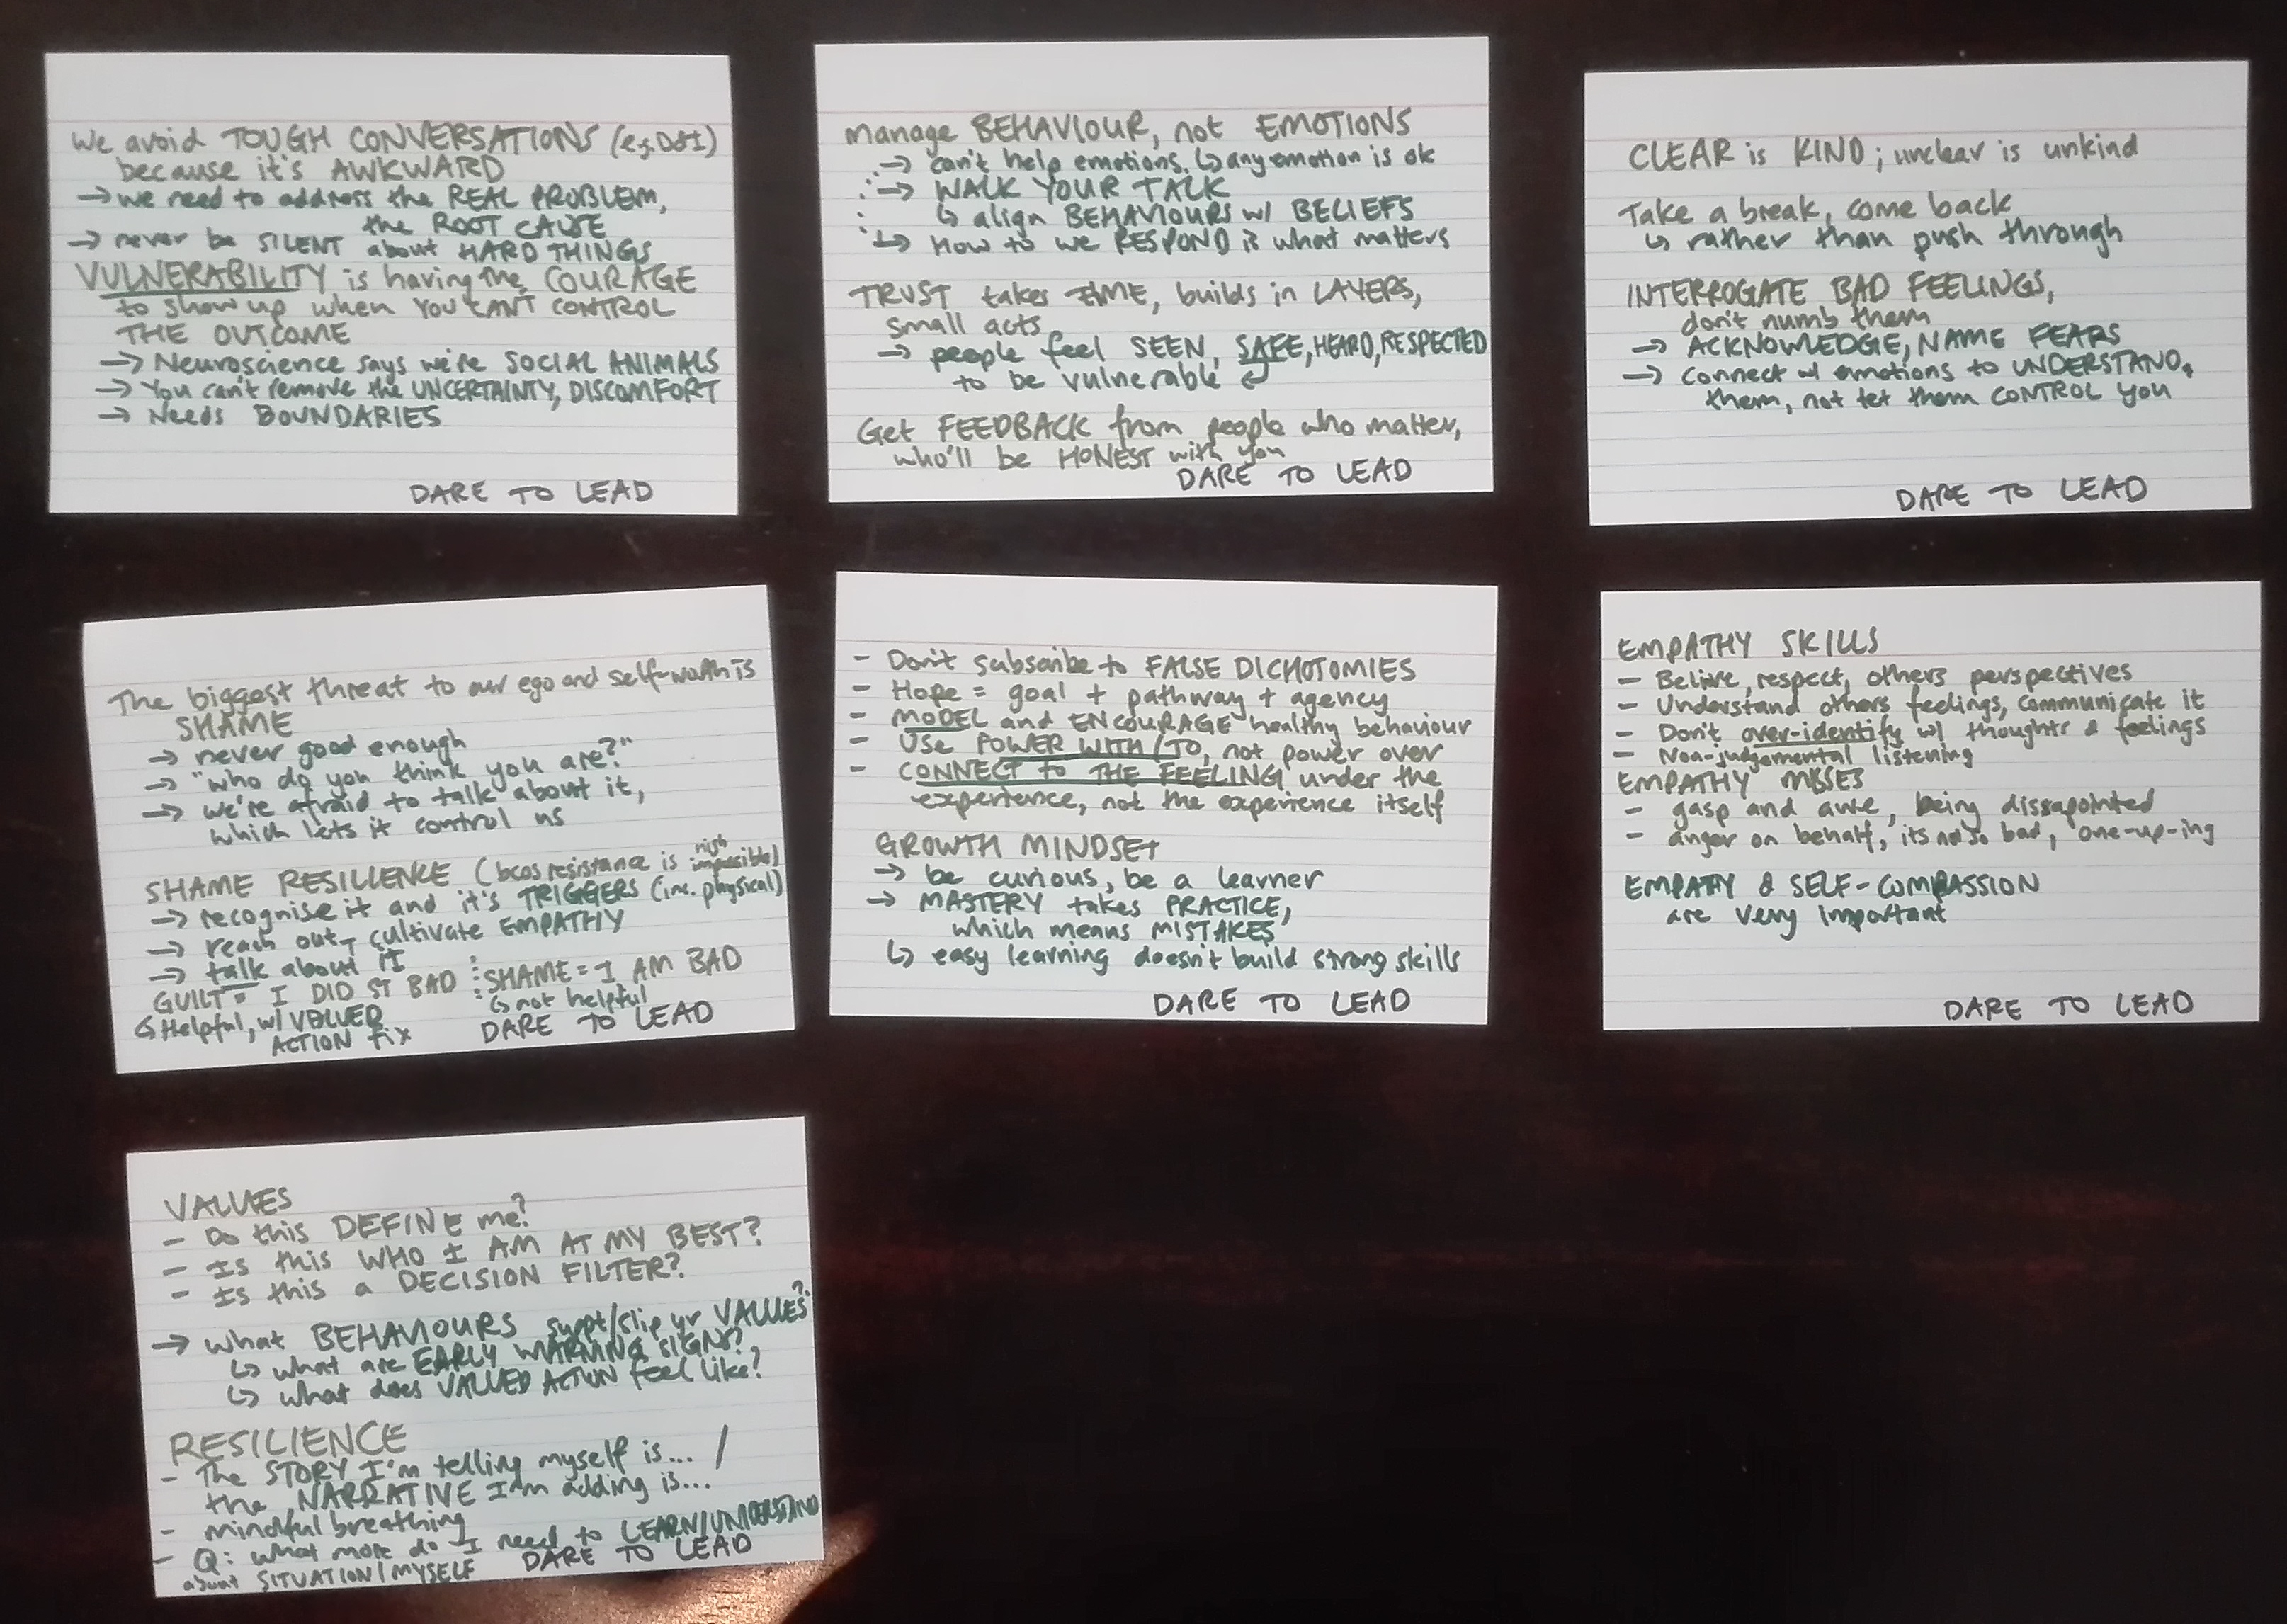 We avoid TOUGH CONVERSATIONS (e.g. D&I)
because it's AWKWARD
→ we need to address the REAL PROBLEM,
the ROOT CAUSE
→ never be SILENT about HARD THINGS
VULNERABILITY is having the COURAGE
to show up when YOU CAN'T CONTROL
THE OUTCOME
→ Neuroscience says we're SOCIAL ANIMALS
→ You can't remove the UNCERTAINTY, DISCOMFORT
→ Needs BOUNDARIES
DARE TO LEAD
Manage BEHAVIOUR, not EMOTIONS
→ can't help emotions. ↳ any emotion is ok
→ WALK YOUR TALK
↳ align BEHAVIOURS w/ BELIEFS
↳ How to we RESPOND is what matters
TRUST takes TIME, builds in LAYERS,
small acts
→ people feel SEEN, SAFE, HEARD, RESPECTED
to be vulnerable ↲
Get FEEDBACK from people who matter,
who'll be HONEST with you
DARE TO LEAD
CLEAR is KIND; unclear is unkind
Take a break, come back
↳ rather than push through
INTERROGATE BAD FEELINGS,
don't numb them
→ ACKNOWLEDGE, NAME FEARS
→ Connect w/ emotions to UNDERSTAND
them, not let them CONTROL you
DARE TO LEAD
The biggest threat to our ego and self-worth is
SHAME
→ never good enough
→ "who do you think you are?"
→ we're afraid to talk about it,
which lets it control us
SHAME RESILIENCE (bcos resistance is nigh impossible)
→ recognise it and it's TRIGGERS (inc. physical)
→ reach out, cultivate EMPATHY
→ talk about IT
GUILT = I DID ST BAD ⋮ SHAME = I AM BAD
↳ Helpful, w/ VALUED
ACTION fix
↳ not helpful
DARE TO LEAD
- Don't subscribe to FALSE DICHOTOMIES
- Hope = goal + pathway + agency
- MODEL and ENCOURAGE healthy behaviour
- USE POWER WITH/TO, not power over
- CONNECT to THE FEELING under the
experience, not the experience itself
GROWTH MINDSET
→ be curious, be a learner
→ MASTERY takes PRACTICE,
which means MISTAKES
↳ easy learning doesn't build strong skills
DARE TO LEAD
EMPATHY SKILLS
- Belive, respect, others perspectives
- Understand others feelings, communicate it
- Don't over-identify w/ thoughts & feelings
- Non-judgemental listening
EMPATHY MISSES
- gasp and awe, being dissapointed
- anger on behalf, its not so bad, one-up-ing
EMPATHY & SELF-COMPASSION
are very important
DARE TO LEAD
VALUES
- Do this DEFINE me?
- Is this WHO I AM AT MY BEST?
- Is this a DECISION FILTER?
→ what BEHAVIOURS suppt/slip yr VALUES?
↳ what are EARLY WARNING SIGNS?
↳ what does VALUED ACTION feel like?
RESILIENCE
- The STORY I'm telling myself is... /
the NARRATIVE I'm adding is...
- mindful breathing
- Q: what more do I need to LEARN/UNDERSTAND
about SITUATION/MYSELF
DARE TO LEAD